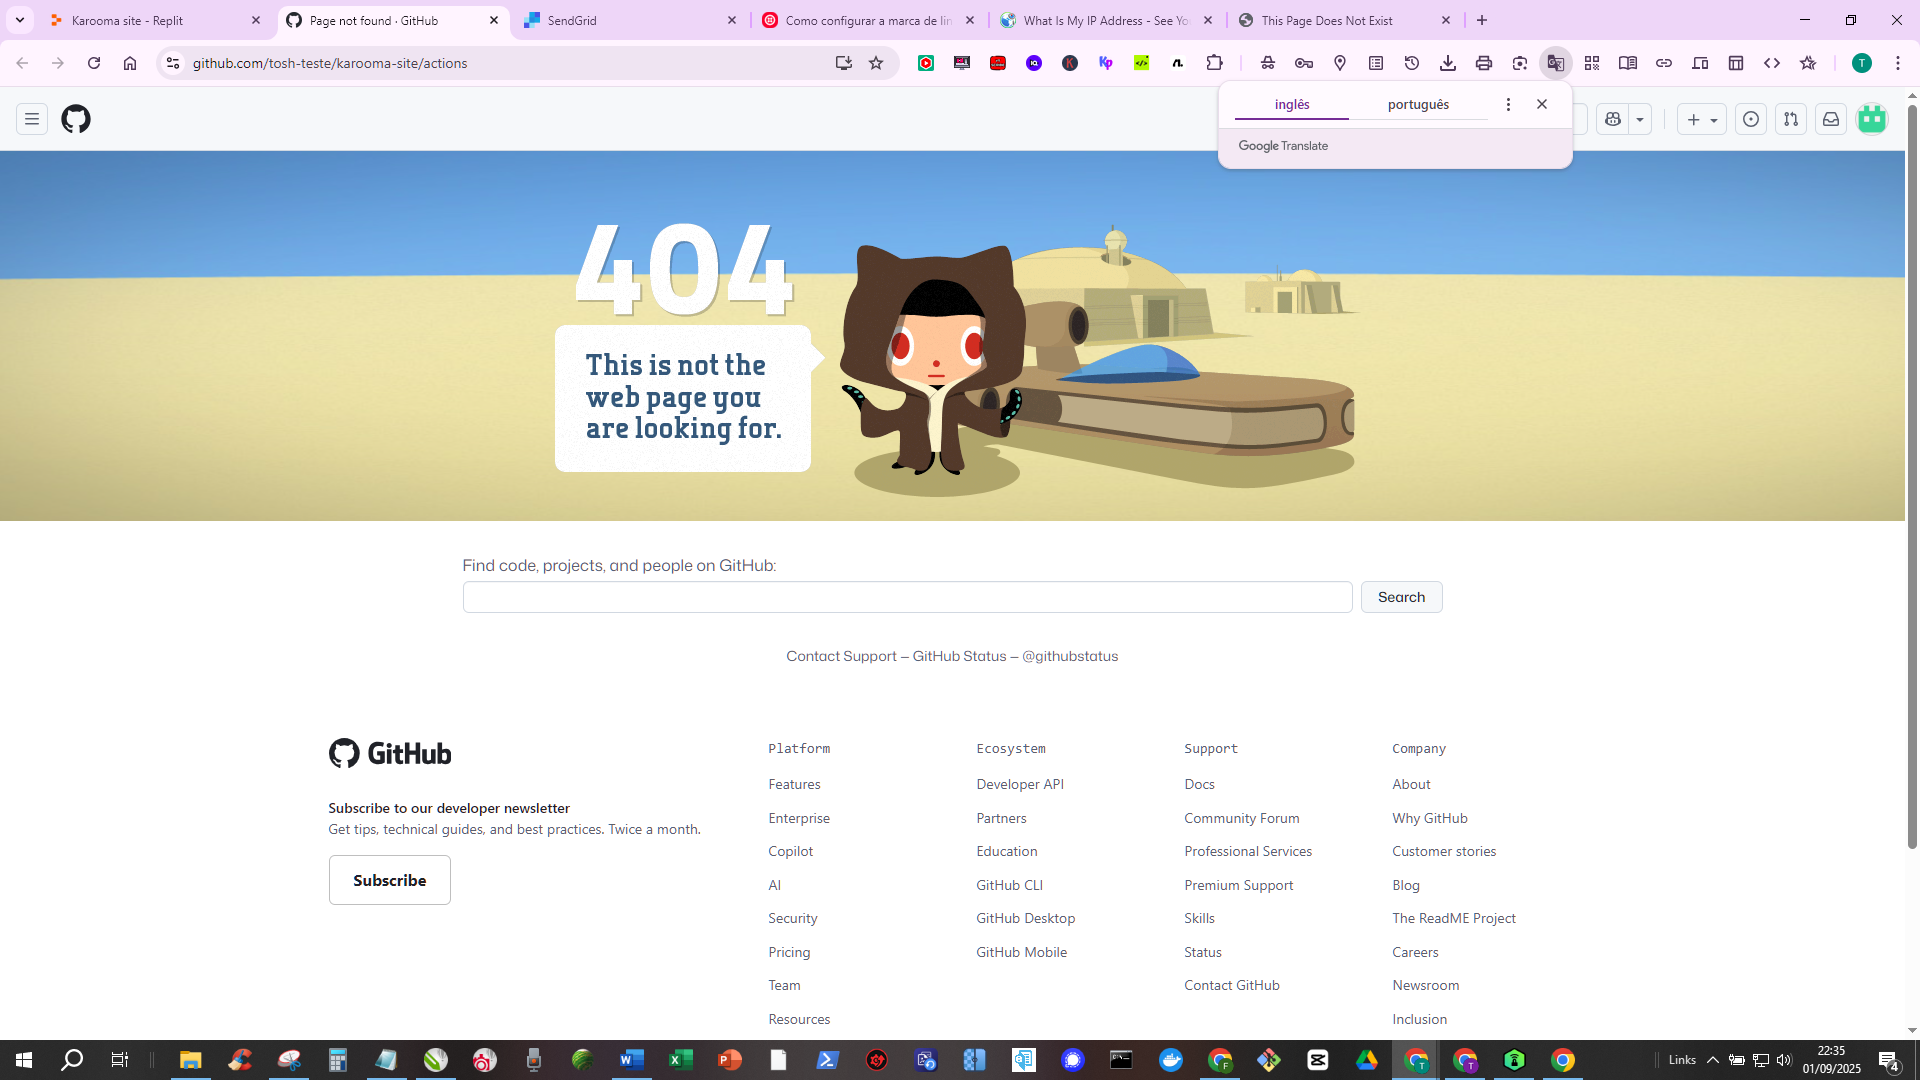 Karooma site - Replit
Page not found · GitHub
SendGrid
Como configurar a marca de lin
What Is My IP Address - See Yo
This Page Does Not Exist
github.com/tosh-teste/karooma-site/actions
T
inglês
português
Google Translate
404
This is not the
web page you
are looking for.
Find code, projects, and people on GitHub:
Search
Contact Support — GitHub Status — @githubstatus
GitHub
Subscribe to our developer newsletter
Get tips, technical guides, and best practices. Twice a month.
Subscribe
Platform
Features
Enterprise
Copilot
AI
Security
Pricing
Team
Resources
Ecosystem
Developer API
Partners
Education
GitHub CLI
GitHub Desktop
GitHub Mobile
Support
Docs
Community Forum
Professional Services
Premium Support
Skills
Status
Contact GitHub
Company
About
Why GitHub
Customer stories
Blog
The ReadME Project
Careers
Newsroom
Inclusion
Links
22:35
01/09/2025
4